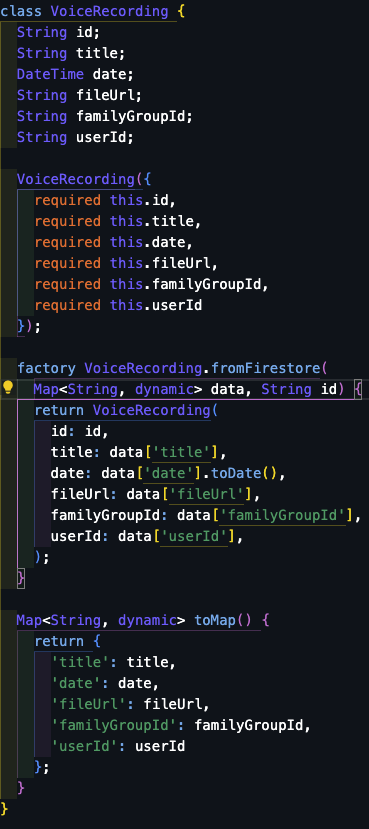 class VoiceRecording {
  String id;
  String title;
  DateTime date;
  String fileUrl;
  String familyGroupId;
  String userId;

  VoiceRecording({
    required this.id,
    required this.title,
    required this.date,
    required this.fileUrl,
    required this.familyGroupId,
    required this.userId
  });

  factory VoiceRecording.fromFirestore(
    Map<String, dynamic> data, String id) {
    return VoiceRecording(
      id: id,
      title: data['title'],
      date: data['date'].toDate(),
      fileUrl: data['fileUrl'],
      familyGroupId: data['familyGroupId'],
      userId: data['userId'],
    );
  }

  Map<String, dynamic> toMap() {
    return {
      'title': title,
      'date': date,
      'fileUrl': fileUrl,
      'familyGroupId': familyGroupId,
      'userId': userId
    };
  }
}